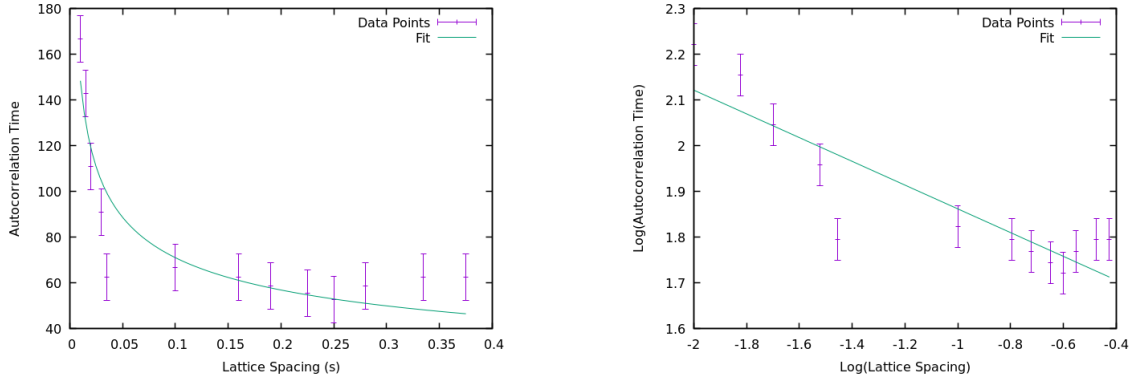 180
160
140
120
100
80
60
40
0 0.05 0.1 0.15 0.2 0.25 0.3 0.35 0.4
Autocorrelation Time
Lattice Spacing (s)
Data Points
Fit
2.3
2.2
2.1
2
1.9
1.8
1.7
1.6
-2 -1.8 -1.6 -1.4 -1.2 -1 -0.8 -0.6 -0.4
Log(Autocorrelation Time)
Log(Lattice Spacing)
Data Points
Fit